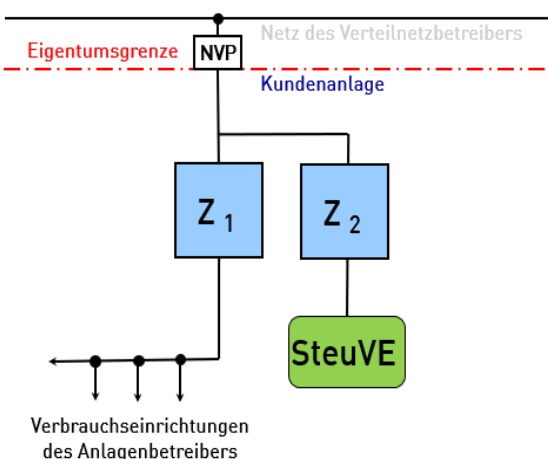 Netz des Verteilnetzbetreibers
Eigentumsgrenze
NVP
Kundenanlage
Z 1
Z 2
SteuVE
Verbrauchseinrichtungen
des Anlagenbetreibers